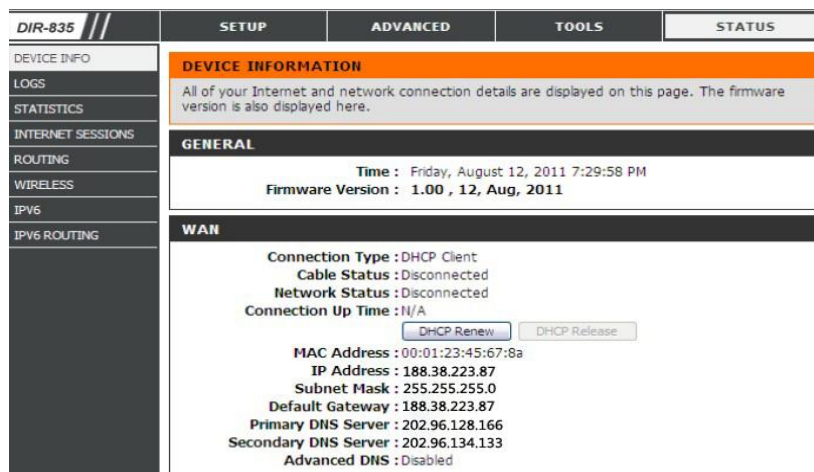 DIR-835
SETUP
ADVANCED
TOOLS
STATUS
DEVICE INFO
LOGS
STATISTICS
INTERNET SESSIONS
ROUTING
WIRELESS
IPV6
IPV6 ROUTING
DEVICE INFORMATION
All of your Internet and network connection details are displayed on this page. The firmware
version is also displayed here.
GENERAL
Time : Friday, August 12, 2011 7:29:58 PM
Firmware Version : 1.00 , 12, Aug, 2011
WAN
Connection Type : DHCP Client
Cable Status : Disconnected
Network Status : Disconnected
Connection Up Time : N/A
DHCP Renew DHCP Release
MAC Address : 00:01:23:45:67:8a
IP Address : 188.38.223.87
Subnet Mask : 255.255.255.0
Default Gateway : 188.38.223.87
Primary DNS Server : 202.96.128.166
Secondary DNS Server : 202.96.134.133
Advanced DNS : Disabled